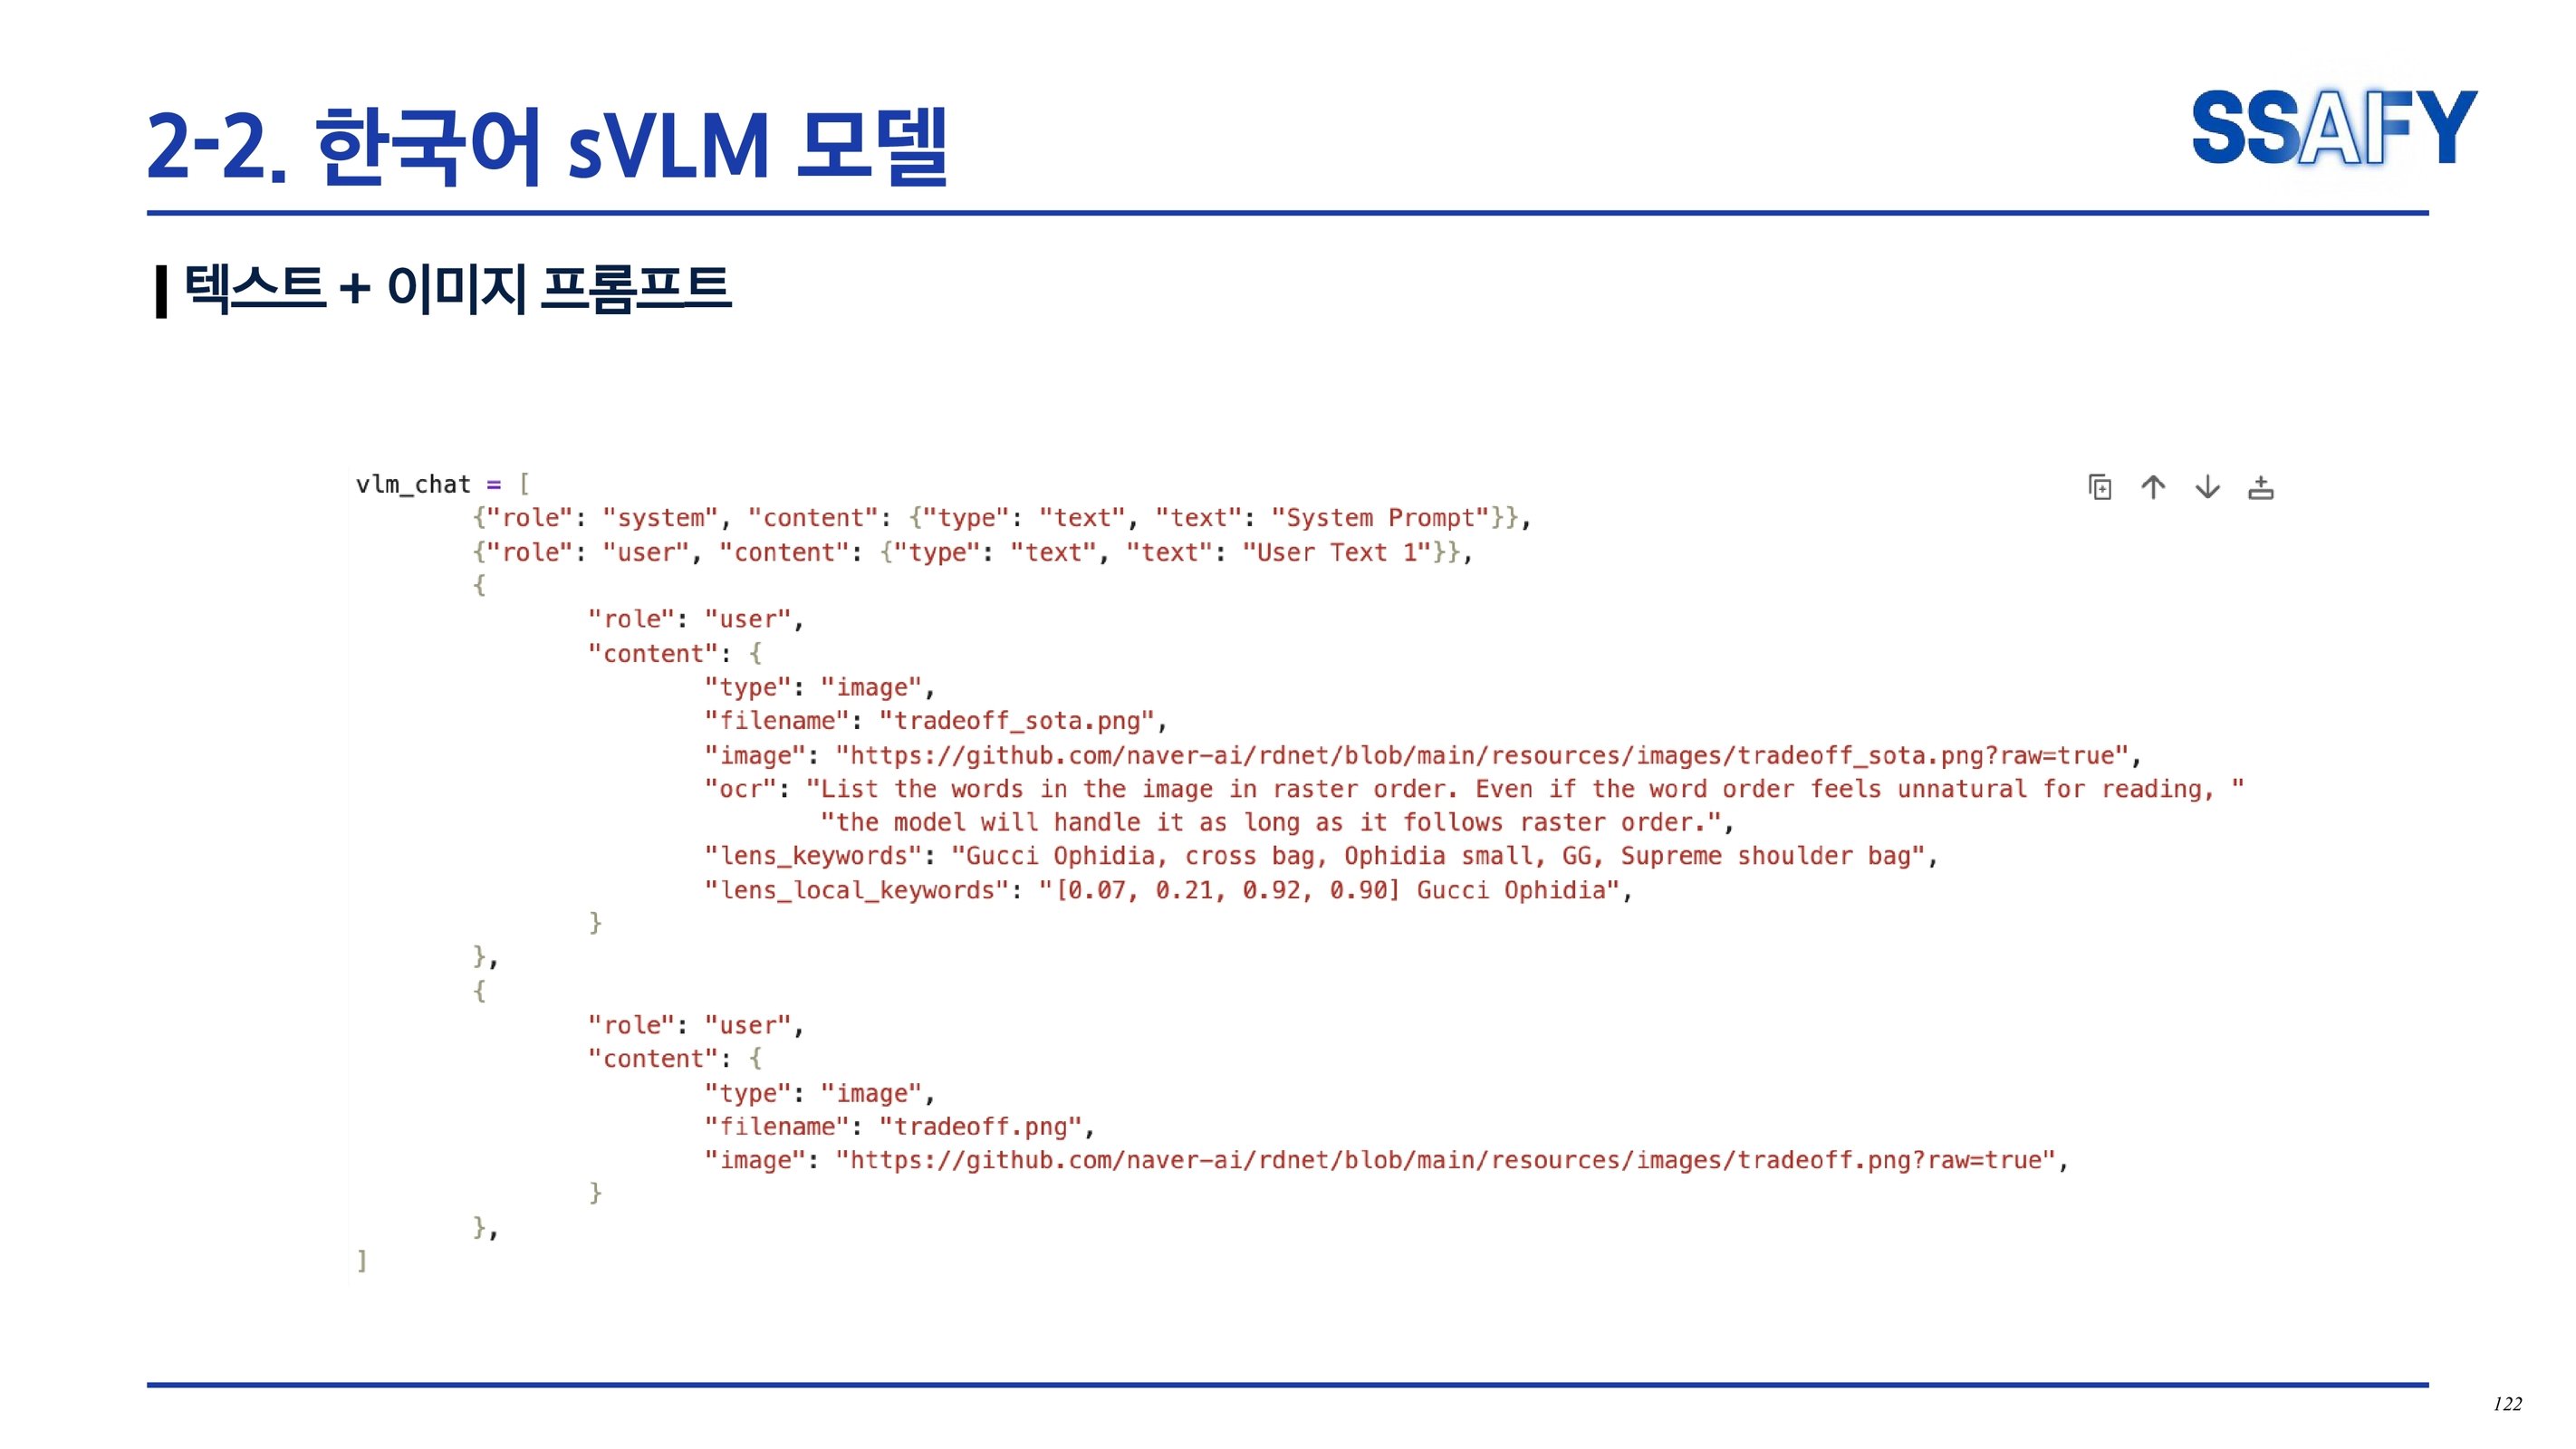 2-2. 한국어 sVLM 모델
SSAFY
텍스트 + 이미지 프롬프트
vlm_chat = [
{"role": "system", "content": {"type": "text", "text": "System Prompt"}},
{"role": "user", "content": {"type": "text", "text": "User Text 1"}},
{
"role": "user",
"content": {
"type": "image",
"filename": "tradeoff_sota.png",
"image": "https://github.com/naver-ai/rdnet/blob/main/resources/images/tradeoff_sota.png?raw=true",
"ocr": "List the words in the image in raster order. Even if the word order feels unnatural for reading, "
"the model will handle it as long as it follows raster order.",
"lens_keywords": "Gucci Ophidia, cross bag, Ophidia small, GG, Supreme shoulder bag",
"lens_local_keywords": "[0.07, 0.21, 0.92, 0.90] Gucci Ophidia",
}
},
{
"role": "user",
"content": {
"type": "image",
"filename": "tradeoff.png",
"image": "https://github.com/naver-ai/rdnet/blob/main/resources/images/tradeoff.png?raw=true",
}
},
]
122